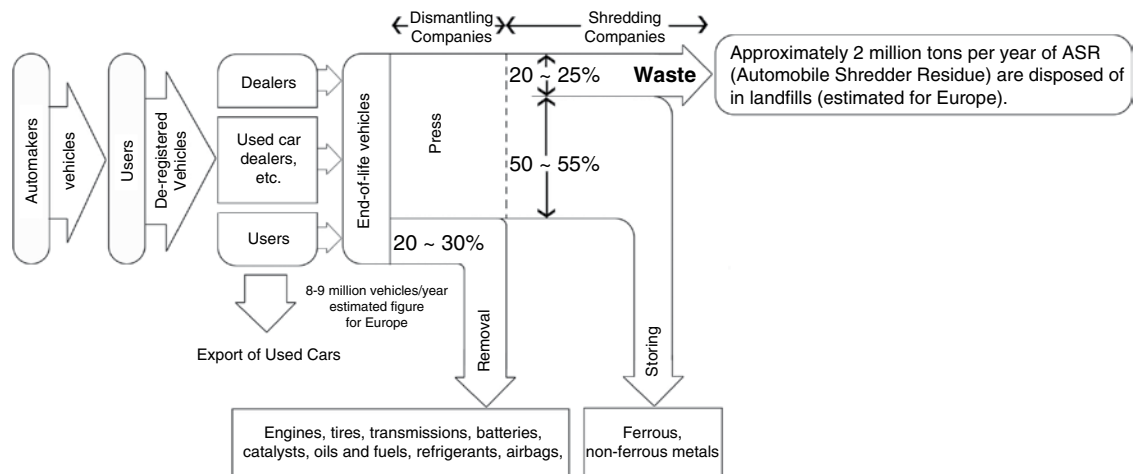 Dismantling
Companies
Shredding
Companies
Automakers
vehicles
Users
De-registered
Vehicles
Dealers
Used car
dealers,
etc.
Users
End-of-life vehicles
Press
20 ~ 25%
Waste
Approximately 2 million tons per year of ASR
(Automobile Shredder Residue) are disposed of
in landfills (estimated for Europe).
50 ~ 55%
20 ~ 30%
8-9 million vehicles/year
estimated figure
for Europe
Export of Used Cars
Removal
Storing
Engines, tires, transmissions, batteries,
catalysts, oils and fuels, refrigerants, airbags,
Ferrous,
non-ferrous metals